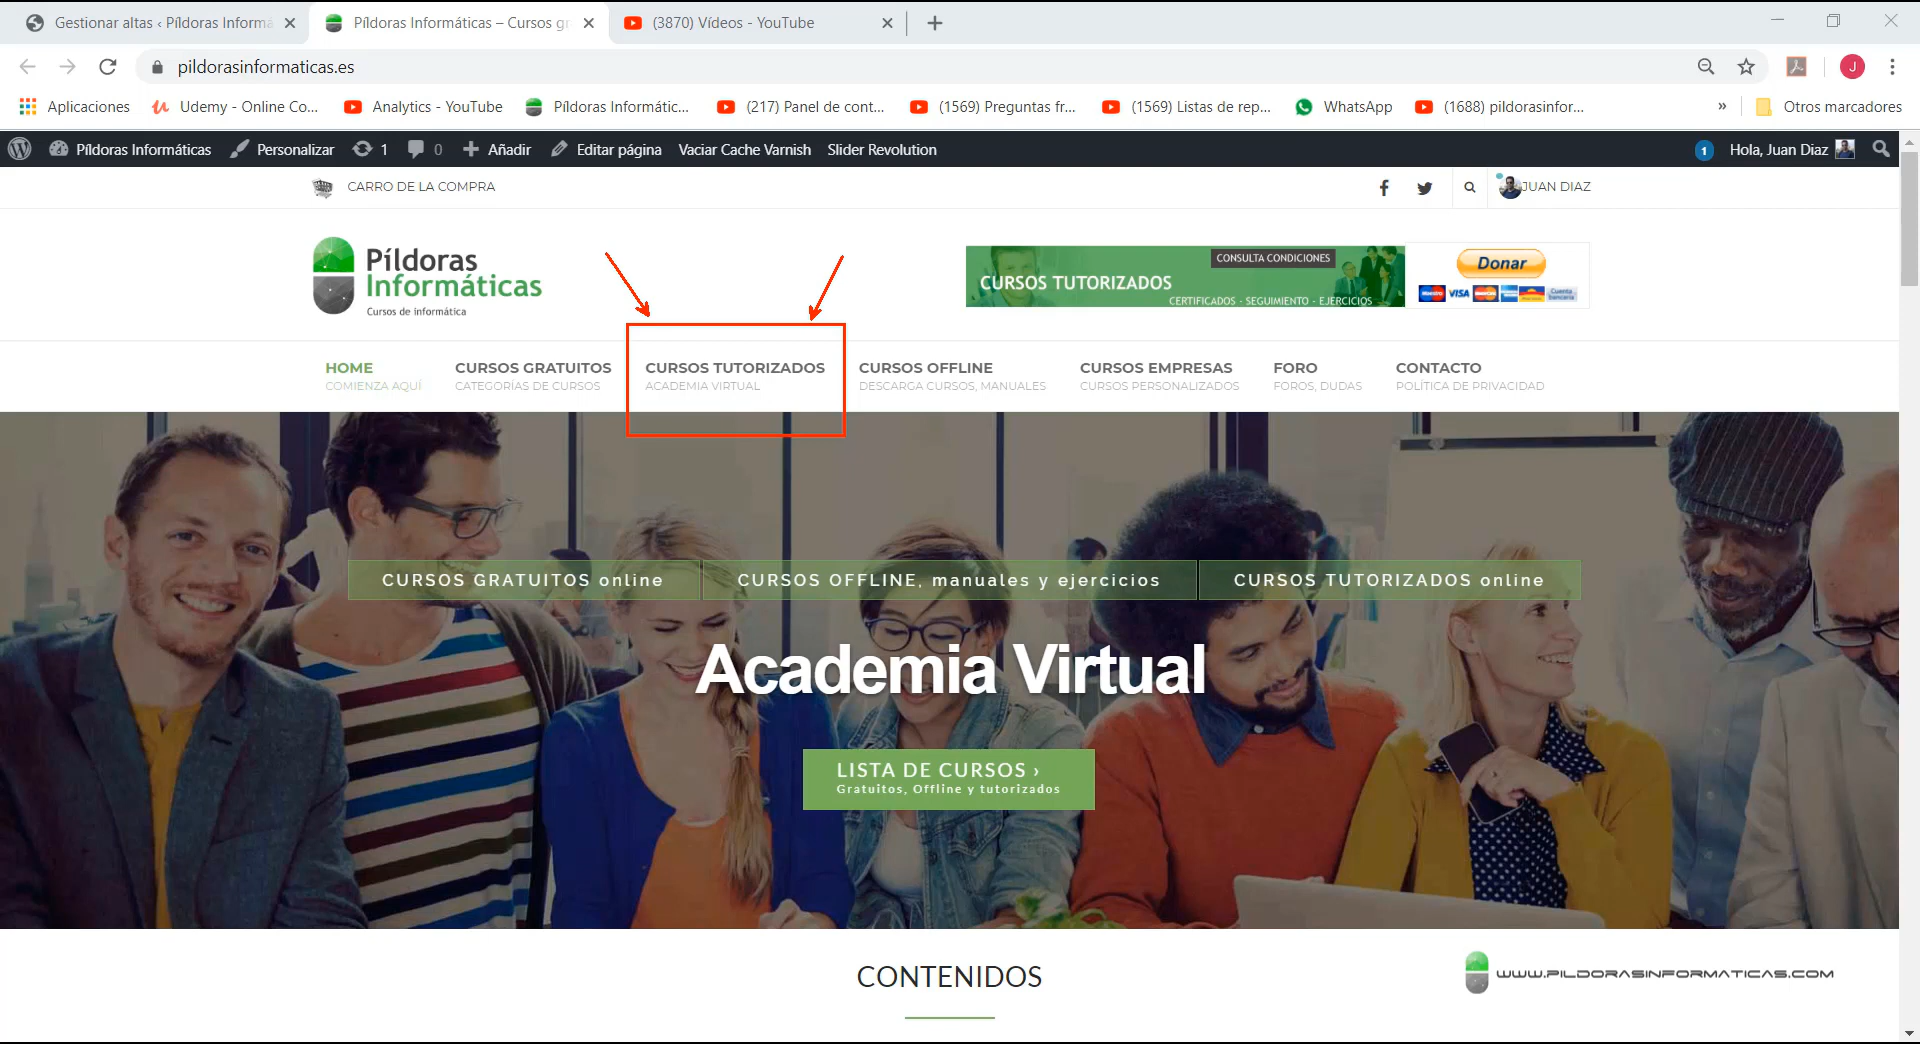 Gestionar altas ‹ Píldoras Informá
Píldoras Informáticas – Cursos gr
(3870) Vídeos - YouTube
pildorasinformaticas.es
J
Aplicaciones
Udemy - Online Co...
Analytics - YouTube
Píldoras Informátic...
(217) Panel de cont...
(1569) Preguntas fr...
(1569) Listas de rep...
WhatsApp
(1688) pildorasinfor...
»
Otros marcadores
Píldoras Informáticas
Personalizar
1
0
Añadir
Editar página
Vaciar Cache Varnish
Slider Revolution
1
Hola, Juan Diaz
CARRO DE LA COMPRA
JUAN DIAZ
Píldoras
Informáticas
Cursos de informática
CONSULTA CONDICIONES
CURSOS TUTORIZADOS
CERTIFICADOS - SEGUIMIENTO - EJERCICIOS
Donar
VISA
Cuenta
bancaria
HOME
COMIENZA AQUÍ
CURSOS GRATUITOS
CATEGORÍAS DE CURSOS
CURSOS TUTORIZADOS
ACADEMIA VIRTUAL
CURSOS OFFLINE
DESCARGA CURSOS, MANUALES
CURSOS EMPRESAS
CURSOS PERSONALIZADOS
FORO
FOROS, DUDAS
CONTACTO
POLÍTICA DE PRIVACIDAD
CURSOS GRATUITOS online
CURSOS OFFLINE, manuales y ejercicios
CURSOS TUTORIZADOS online
Academia Virtual
LISTA DE CURSOS ›
Gratuitos, Offline y tutorizados
CONTENIDOS
WWW.PILDORASINFORMATICAS.COM